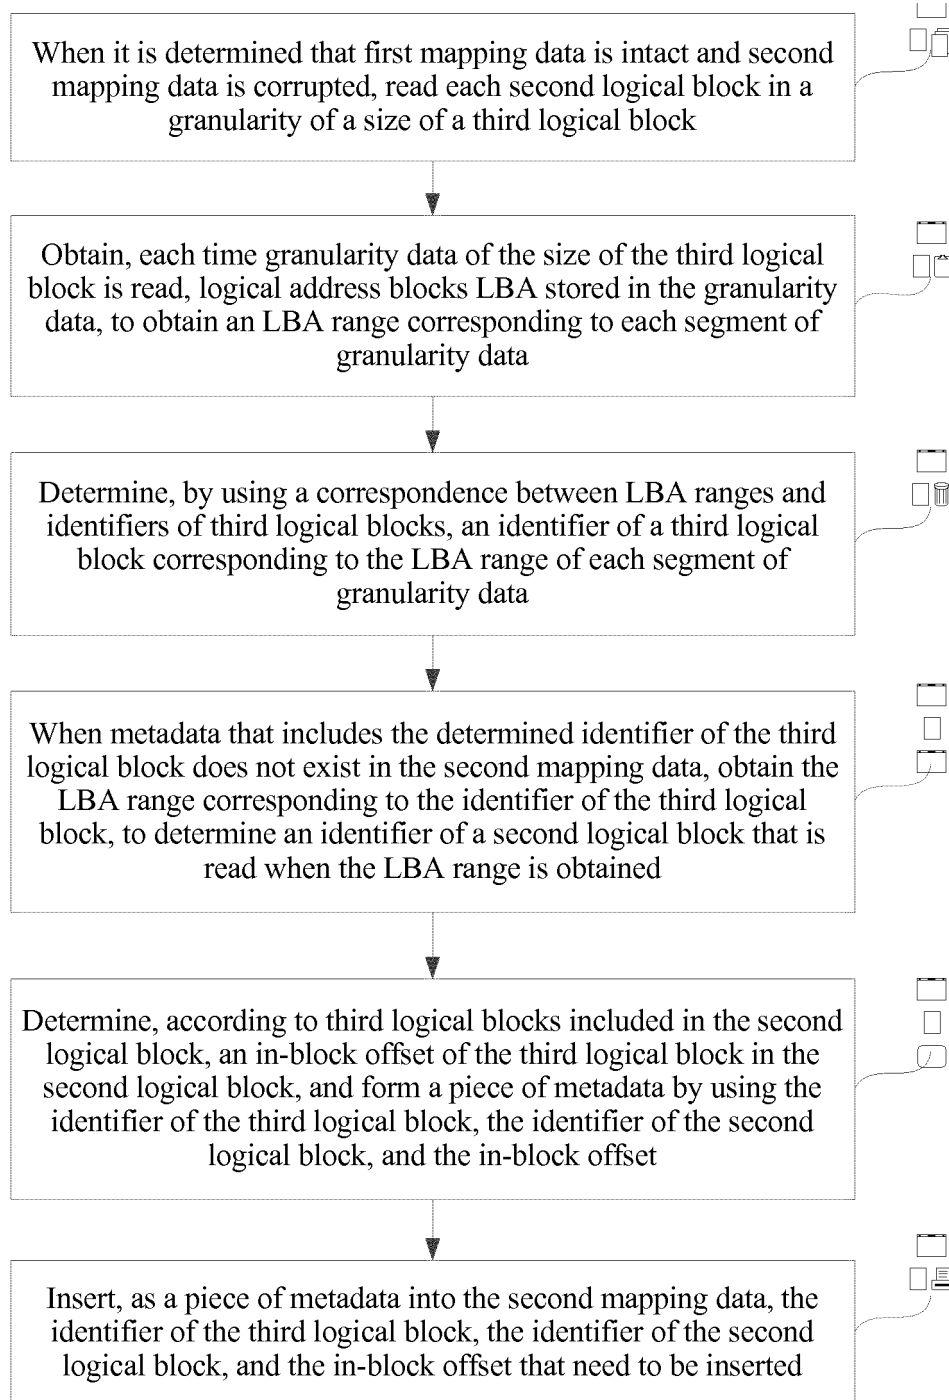 When it is determined that first mapping data is intact and second
mapping data is corrupted, read each second logical block in a
granularity of a size of a third logical block
Obtain, each time granularity data of the size of the third logical
block is read, logical address blocks LBA stored in the granularity
data, to obtain an LBA range corresponding to each segment of
granularity data
Determine, by using a correspondence between LBA ranges and
identifiers of third logical blocks, an identifier of a third logical
block corresponding to the LBA range of each segment of
granularity data
When metadata that includes the determined identifier of the third
logical block does not exist in the second mapping data, obtain the
LBA range corresponding to the identifier of the third logical
block, to determine an identifier of a second logical block that is
read when the LBA range is obtained
Determine, according to third logical blocks included in the second
logical block, an in-block offset of the third logical block in the
second logical block, and form a piece of metadata by using the
identifier of the third logical block, the identifier of the second
logical block, and the in-block offset
Insert, as a piece of metadata into the second mapping data, the
identifier of the third logical block, the identifier of the second
logical block, and the in-block offset that need to be inserted